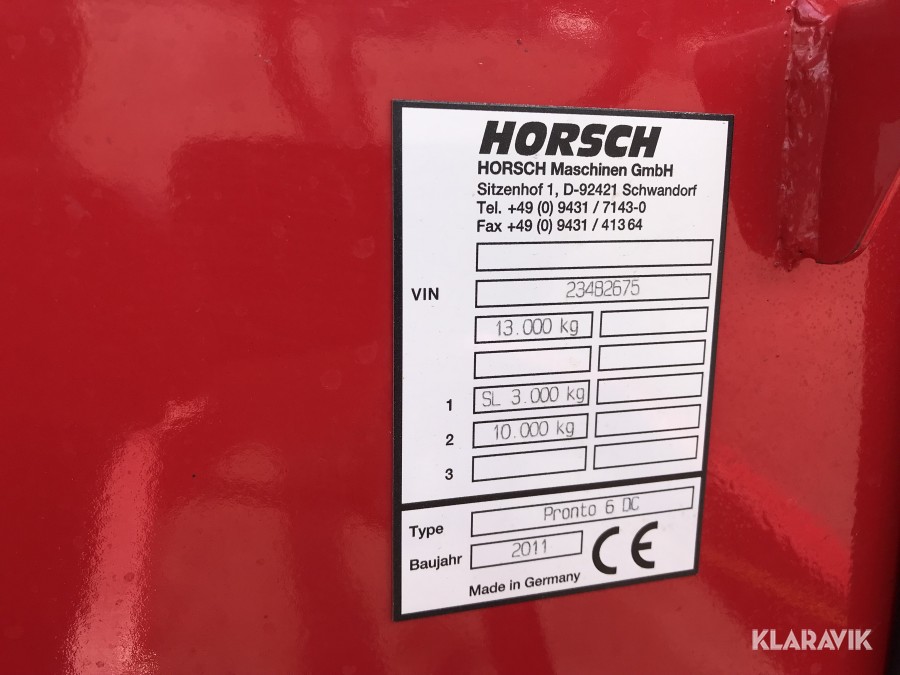 HORSCH
HORSCH Maschinen GmbH
Sitzenhof 1, D-92421 Schwandorf
Tel. +49 (0) 9431 / 7143-0
Fax +49 (0) 9431 / 413 64
VIN 23482675
13.000 kg
1 SL 3.000 kg
2 10.000 kg
3
Type Pronto 6 DC
Baujahr 2011 CE
Made in Germany
KLARAVIK